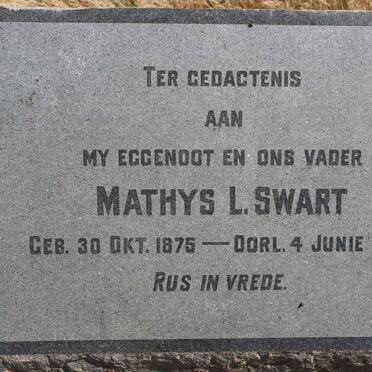 TER GEDACTENIS
AAN
MY EGGENOOT EN ONS VADER
MATHYS L. SWART
GEB. 30 OKT. 1875 — OORL. 4 JUNIE
RUS IN VREDE.